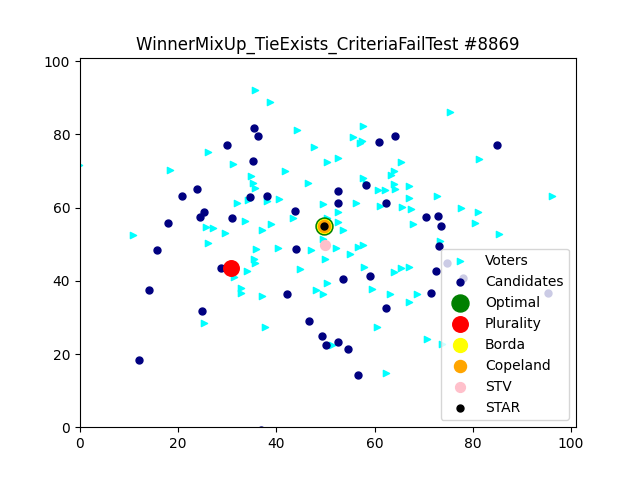 WinnerMixUp_TieExists_CriteriaFailTest #8869
100
80
60
40
20
0
0
20
40
60
80
100
Voters
Candidates
Optimal
Plurality
Borda
Copeland
STV
STAR